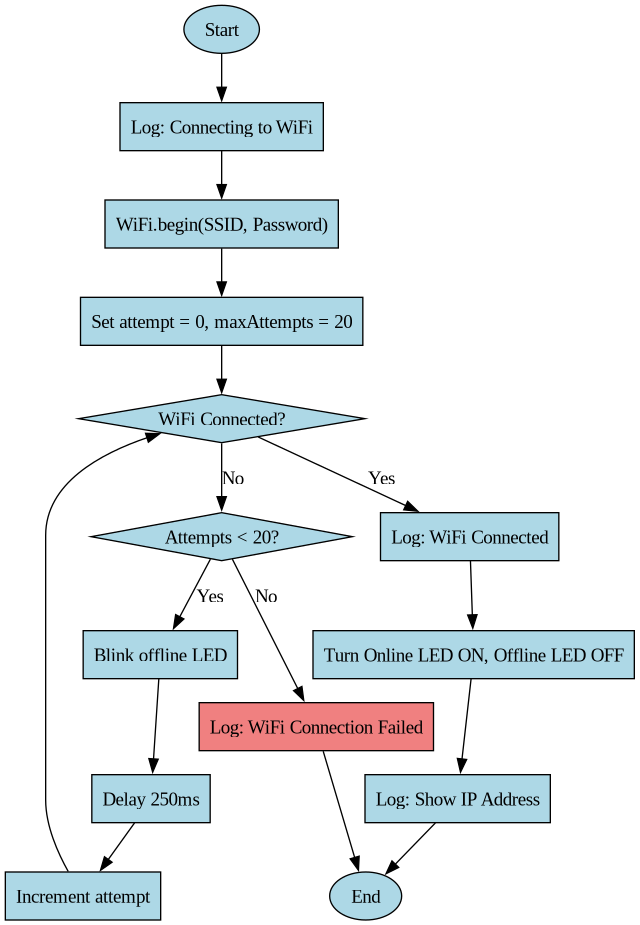 Start
Log: Connecting to WiFi
WiFi.begin(SSID, Password)
Set attempt = 0, maxAttempts = 20
WiFi Connected?
No
Yes
Attempts < 20?
Log: WiFi Connected
Yes
No
Blink offline LED
Turn Online LED ON, Offline LED OFF
Log: WiFi Connection Failed
Delay 250ms
Log: Show IP Address
Increment attempt
End